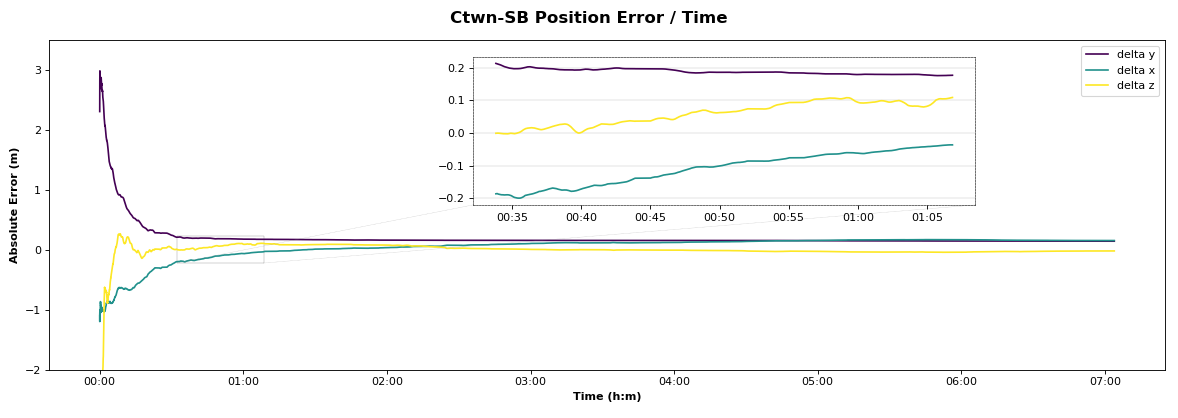 Ctwn-SB Position Error / Time
delta y
delta x
delta z
Absolute Error (m)
3
2
1
0
−1
−2
0.2
0.1
0.0
−0.1
−0.2
00:35 00:40 00:45 00:50 00:55 01:00 01:05
00:00 01:00 02:00 03:00 04:00 05:00 06:00 07:00
Time (h:m)